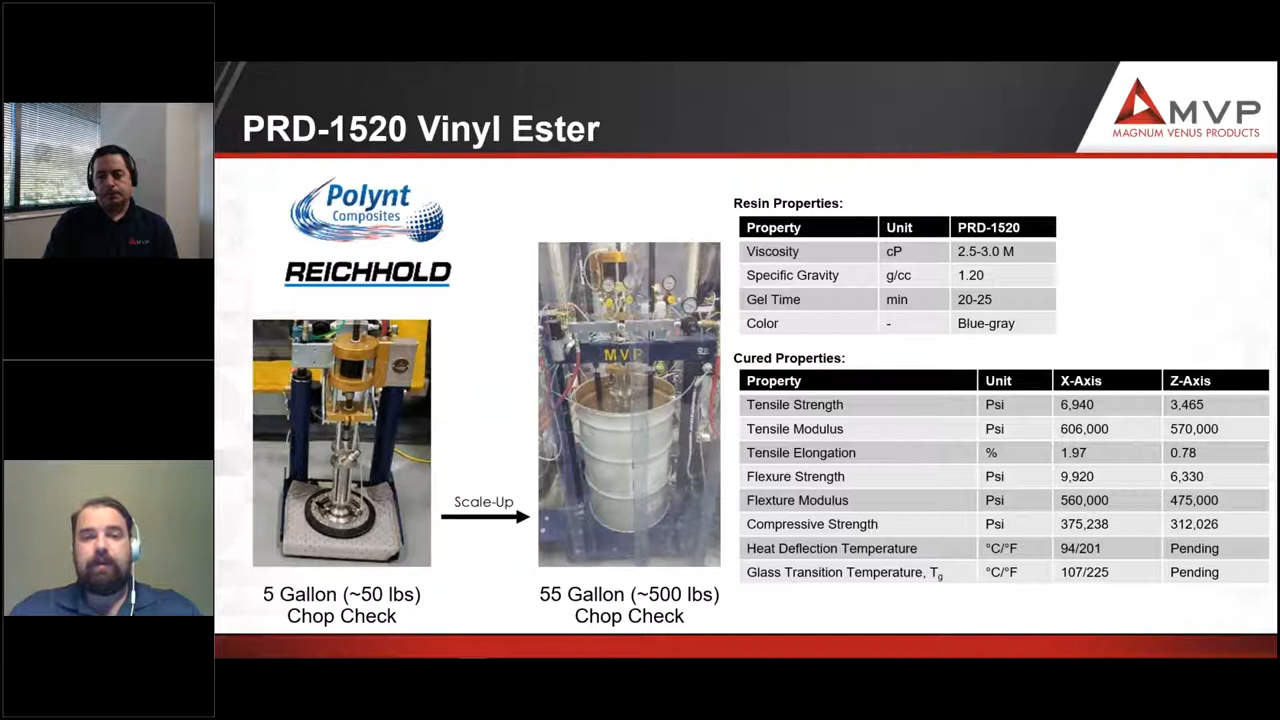 PRD-1520 Vinyl Ester
MVP
MAGNUM VENUS PRODUCTS
Polynt
Composites
REICHHOLD
MVP
MVP
Scale-Up
5 Gallon (~50 lbs)
Chop Check
55 Gallon (~500 lbs)
Chop Check
Resin Properties:
Property Unit PRD-1520
Viscosity cP 2.5-3.0 M
Specific Gravity g/cc 1.20
Gel Time min 20-25
Color - Blue-gray
Cured Properties:
Property Unit X-Axis Z-Axis
Tensile Strength Psi 6,940 3,465
Tensile Modulus Psi 606,000 570,000
Tensile Elongation % 1.97 0.78
Flexure Strength Psi 9,920 6,330
Flexture Modulus Psi 560,000 475,000
Compressive Strength Psi 375,238 312,026
Heat Deflection Temperature °C/°F 94/201 Pending
Glass Transition Temperature, Tg °C/°F 107/225 Pending